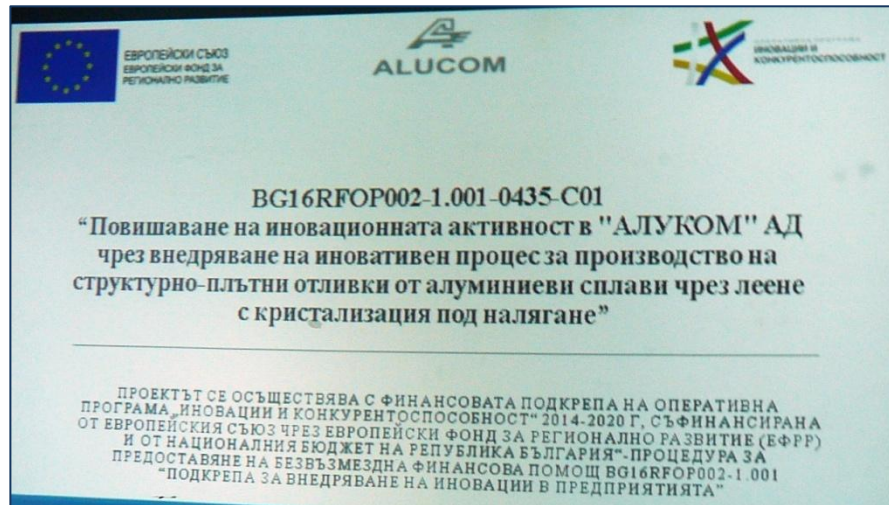 ЕВРОПЕЙСКИ СЪЮЗ
ЕВРОПЕЙСКИ ФОНД ЗА
РЕГИОНАЛНО РАЗВИТИЕ
ALUCOM
ОПЕРАТИВНА ПРОГРАМА
ИНОВАЦИИ И
КОНКУРЕНТОСПОСОБНОСТ
BG16RFOP002-1.001-0435-C01
“Повишаване на иновационната активност в "АЛУКОМ" АД
чрез внедряване на иновативен процес за производство на
структурно-плътни отливки от алуминиеви сплави чрез леене
с кристализация под налягане”
ПРОЕКТЪТ СЕ ОСЪЩЕСТВЯВА С ФИНАНСОВАТА ПОДКРЕПА НА ОПЕРАТИВНА
ПРОГРАМА „ИНОВАЦИИ И КОНКУРЕНТОСПОСОБНОСТ“ 2014-2020 Г, СЪФИНАНСИРАНА
ОТ ЕВРОПЕЙСКИЯ СЪЮЗ ЧРЕЗ ЕВРОПЕЙСКИ ФОНД ЗА РЕГИОНАЛНО РАЗВИТИЕ (ЕФРР)
И ОТ НАЦИОНАЛНИЯ БЮДЖЕТ НА РЕПУБЛИКА БЪЛГАРИЯ“-ПРОЦЕДУРА ЗА
ПРЕДОСТАВЯНЕ НА БЕЗВЪЗМЕЗДНА ФИНАНСОВА ПОМОЩ BG16RFOP002-1.001
“ПОДКРЕПА ЗА ВНЕДРЯВАНЕ НА ИНОВАЦИИ В ПРЕДПРИЯТИЯТА”